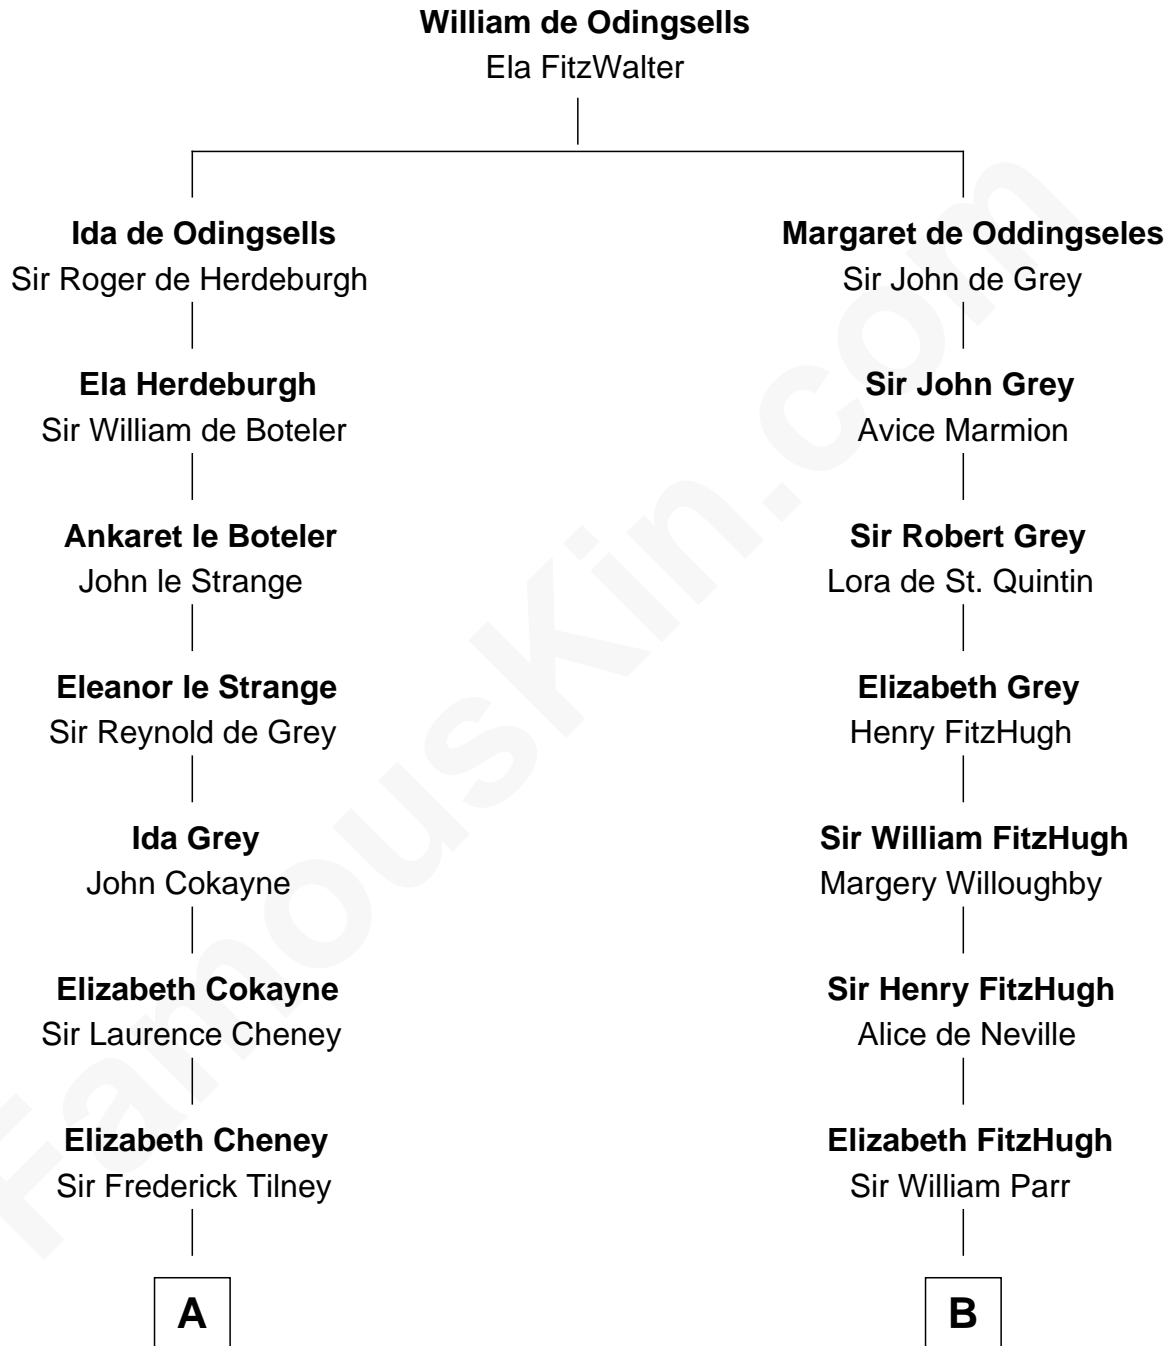 William de Odingsells
Ela FitzWalter
Ida de Odingsells
Sir Roger de Herdeburgh
Margaret de Oddingseles
Sir John de Grey
Ela Herdeburgh
Sir William de Boteler
Sir John Grey
Avice Marmion
Ankaret le Boteler
John le Strange
Sir Robert Grey
Lora de St. Quintin
Eleanor le Strange
Sir Reynold de Grey
Elizabeth Grey
Henry FitzHugh
Ida Grey
John Cokayne
Sir William FitzHugh
Margery Willoughby
Elizabeth Cokayne
Sir Laurence Cheney
Sir Henry FitzHugh
Alice de Neville
Elizabeth Cheney
Sir Frederick Tilney
Elizabeth FitzHugh
Sir William Parr
A
B
FamousKin.com